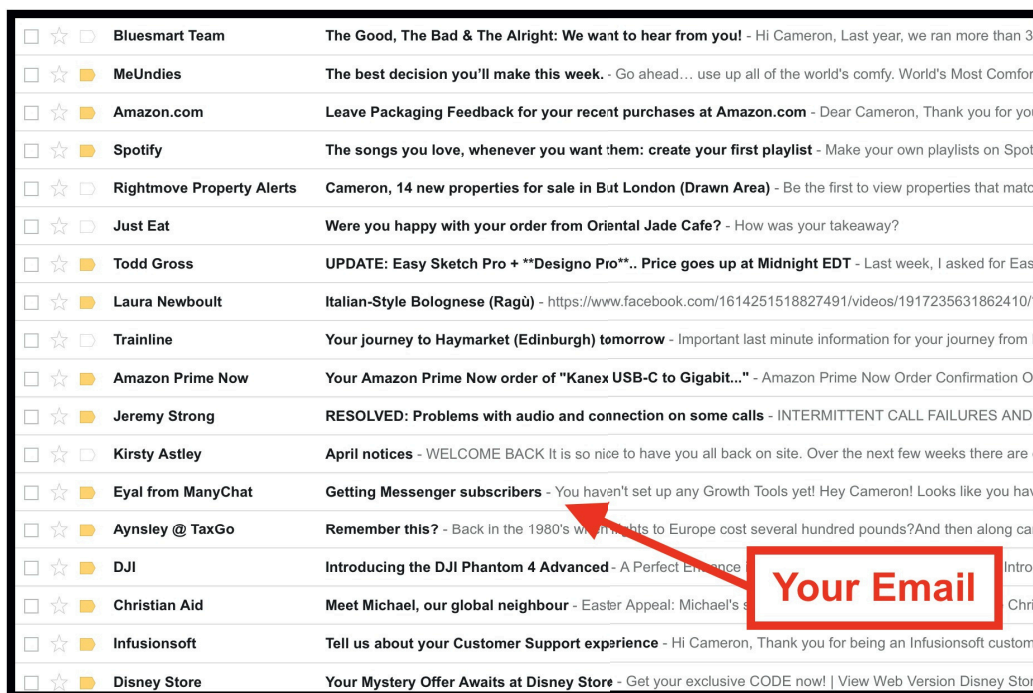 Bluesmart Team The Good, The Bad & The Alright: We want to hear from you! - Hi Cameron, Last year, we ran more than 3
MeUndies The best decision you’ll make this week. - Go ahead… use up all of the world's comfy. World's Most Comfor
Amazon.com Leave Packaging Feedback for your recent purchases at Amazon.com - Dear Cameron, Thank you for you
Spotify The songs you love, whenever you want them: create your first playlist - Make your own playlists on Spot
Rightmove Property Alerts Cameron, 14 new properties for sale in But London (Drawn Area) - Be the first to view properties that matc
Just Eat Were you happy with your order from Oriental Jade Cafe? - How was your takeaway?
Todd Gross UPDATE: Easy Sketch Pro + **Designo Pro**.. Price goes up at Midnight EDT - Last week, I asked for Eas
Laura Newboult Italian-Style Bolognese (Ragù) - https://www.facebook.com/1614251518827491/videos/1917235631862410/
Trainline Your journey to Haymarket (Edinburgh) tomorrow - Important last minute information for your journey from
Amazon Prime Now Your Amazon Prime Now order of "Kanex USB-C to Gigabit..." - Amazon Prime Now Order Confirmation O
Jeremy Strong RESOLVED: Problems with audio and connection on some calls - INTERMITTENT CALL FAILURES AND
Kirsty Astley April notices - WELCOME BACK It is so nice to have you all back on site. Over the next few weeks there are
Eyal from ManyChat Getting Messenger subscribers - You haven't set up any Growth Tools yet! Hey Cameron! Looks like you hav
Aynsley @ TaxGo Remember this? - Back in the 1980's when flights to Europe cost several hundred pounds?And then along ca
DJI Introducing the DJI Phantom 4 Advanced - A Perfect Entrance Intro
Your Email
Christian Aid Meet Michael, our global neighbour - Easter Appeal: Michael's Chri
Infusionsoft Tell us about your Customer Support experience - Hi Cameron, Thank you for being an Infusionsoft custom
Disney Store Your Mystery Offer Awaits at Disney Store - Get your exclusive CODE now! | View Web Version Disney Sto